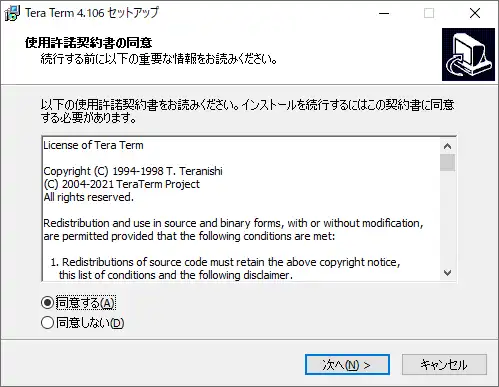 Tera Term 4.106 セットアップ
使用許諾契約書の同意
続行する前に以下の重要な情報をお読みください。
以下の使用許諾契約書をお読みください。インストールを続行するにはこの契約書に同意
する必要があります。
License of Tera Term
Copyright (C) 1994-1998 T. Teranishi
(C) 2004-2021 TeraTerm Project
All rights reserved.
Redistribution and use in source and binary forms, with or without modification,
are permitted provided that the following conditions are met:
1. Redistributions of source code must retain the above copyright notice,
this list of conditions and the following disclaimer.
同意する(A)
同意しない(D)
次へ(N) >
キャンセル